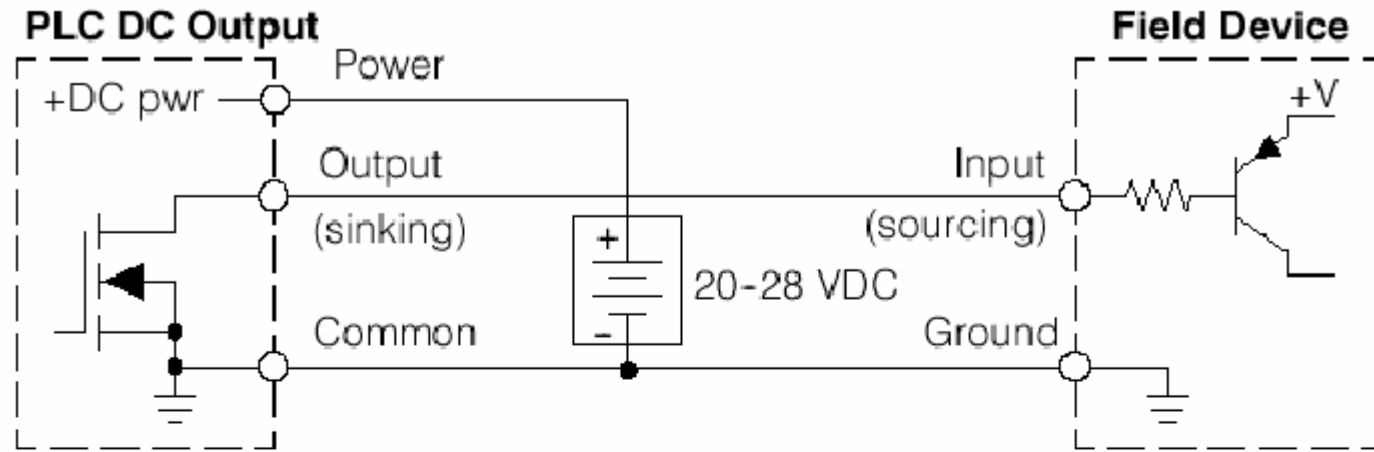 PLC DC Output
Field Device
Power
+DC pwr
+V
Output
(sinking)
Input
(sourcing)
+
20-28 VDC
-
Common
Ground